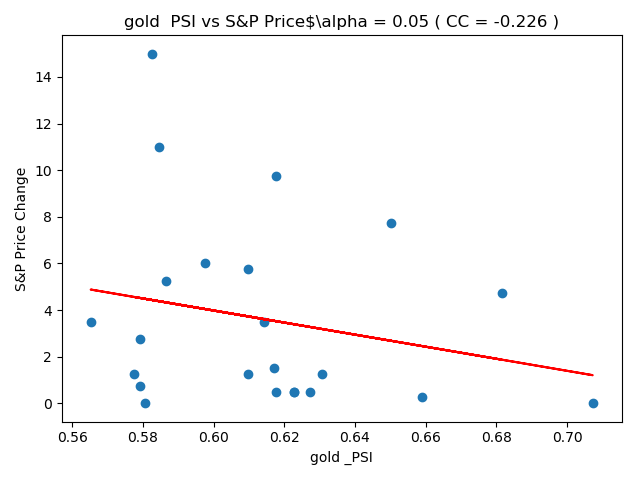 gold  PSI vs S&P Price$\alpha = 0.05 ( CC = -0.226 )
14
12
10
8
6
4
2
0
S&P Price Change
0.56 0.58 0.60 0.62 0.64 0.66 0.68 0.70
gold _PSI